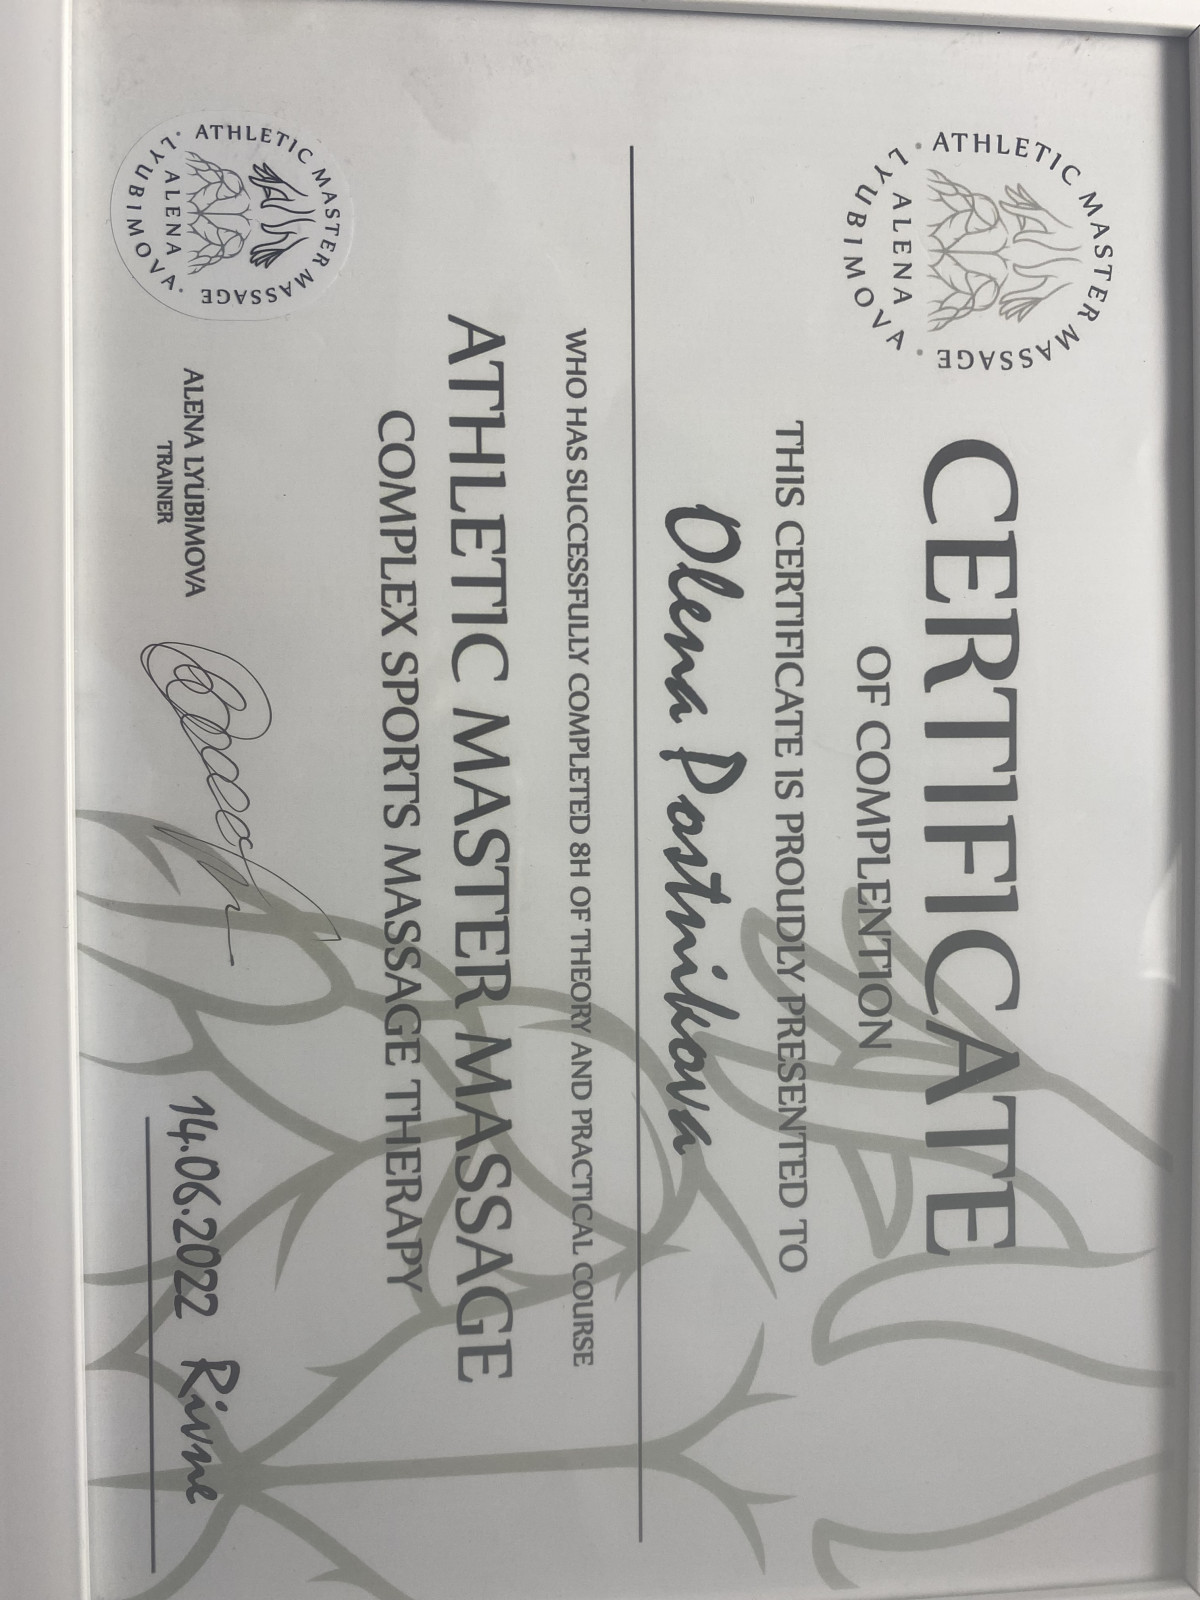 ATHLETIC MASTER MASSAGE
ALENA
LYUBIMOVA
CERTIFICATE
OF COMPLENTION
THIS CERTIFICATE IS PROUDLY PRESENTED TO
Olena Postnikova
WHO HAS SUCCESSFULLY COMPLETED 8H OF THEORY AND PRACTICAL COURSE
ATHLETIC MASTER MASSAGE
COMPLEX SPORTS MASSAGE THERAPY
ATHLETIC MASTER MASSAGE
ALENA
LYUBIMOVA
ALENA LYUBIMOVA
TRAINER
14.06.2022 Rivne